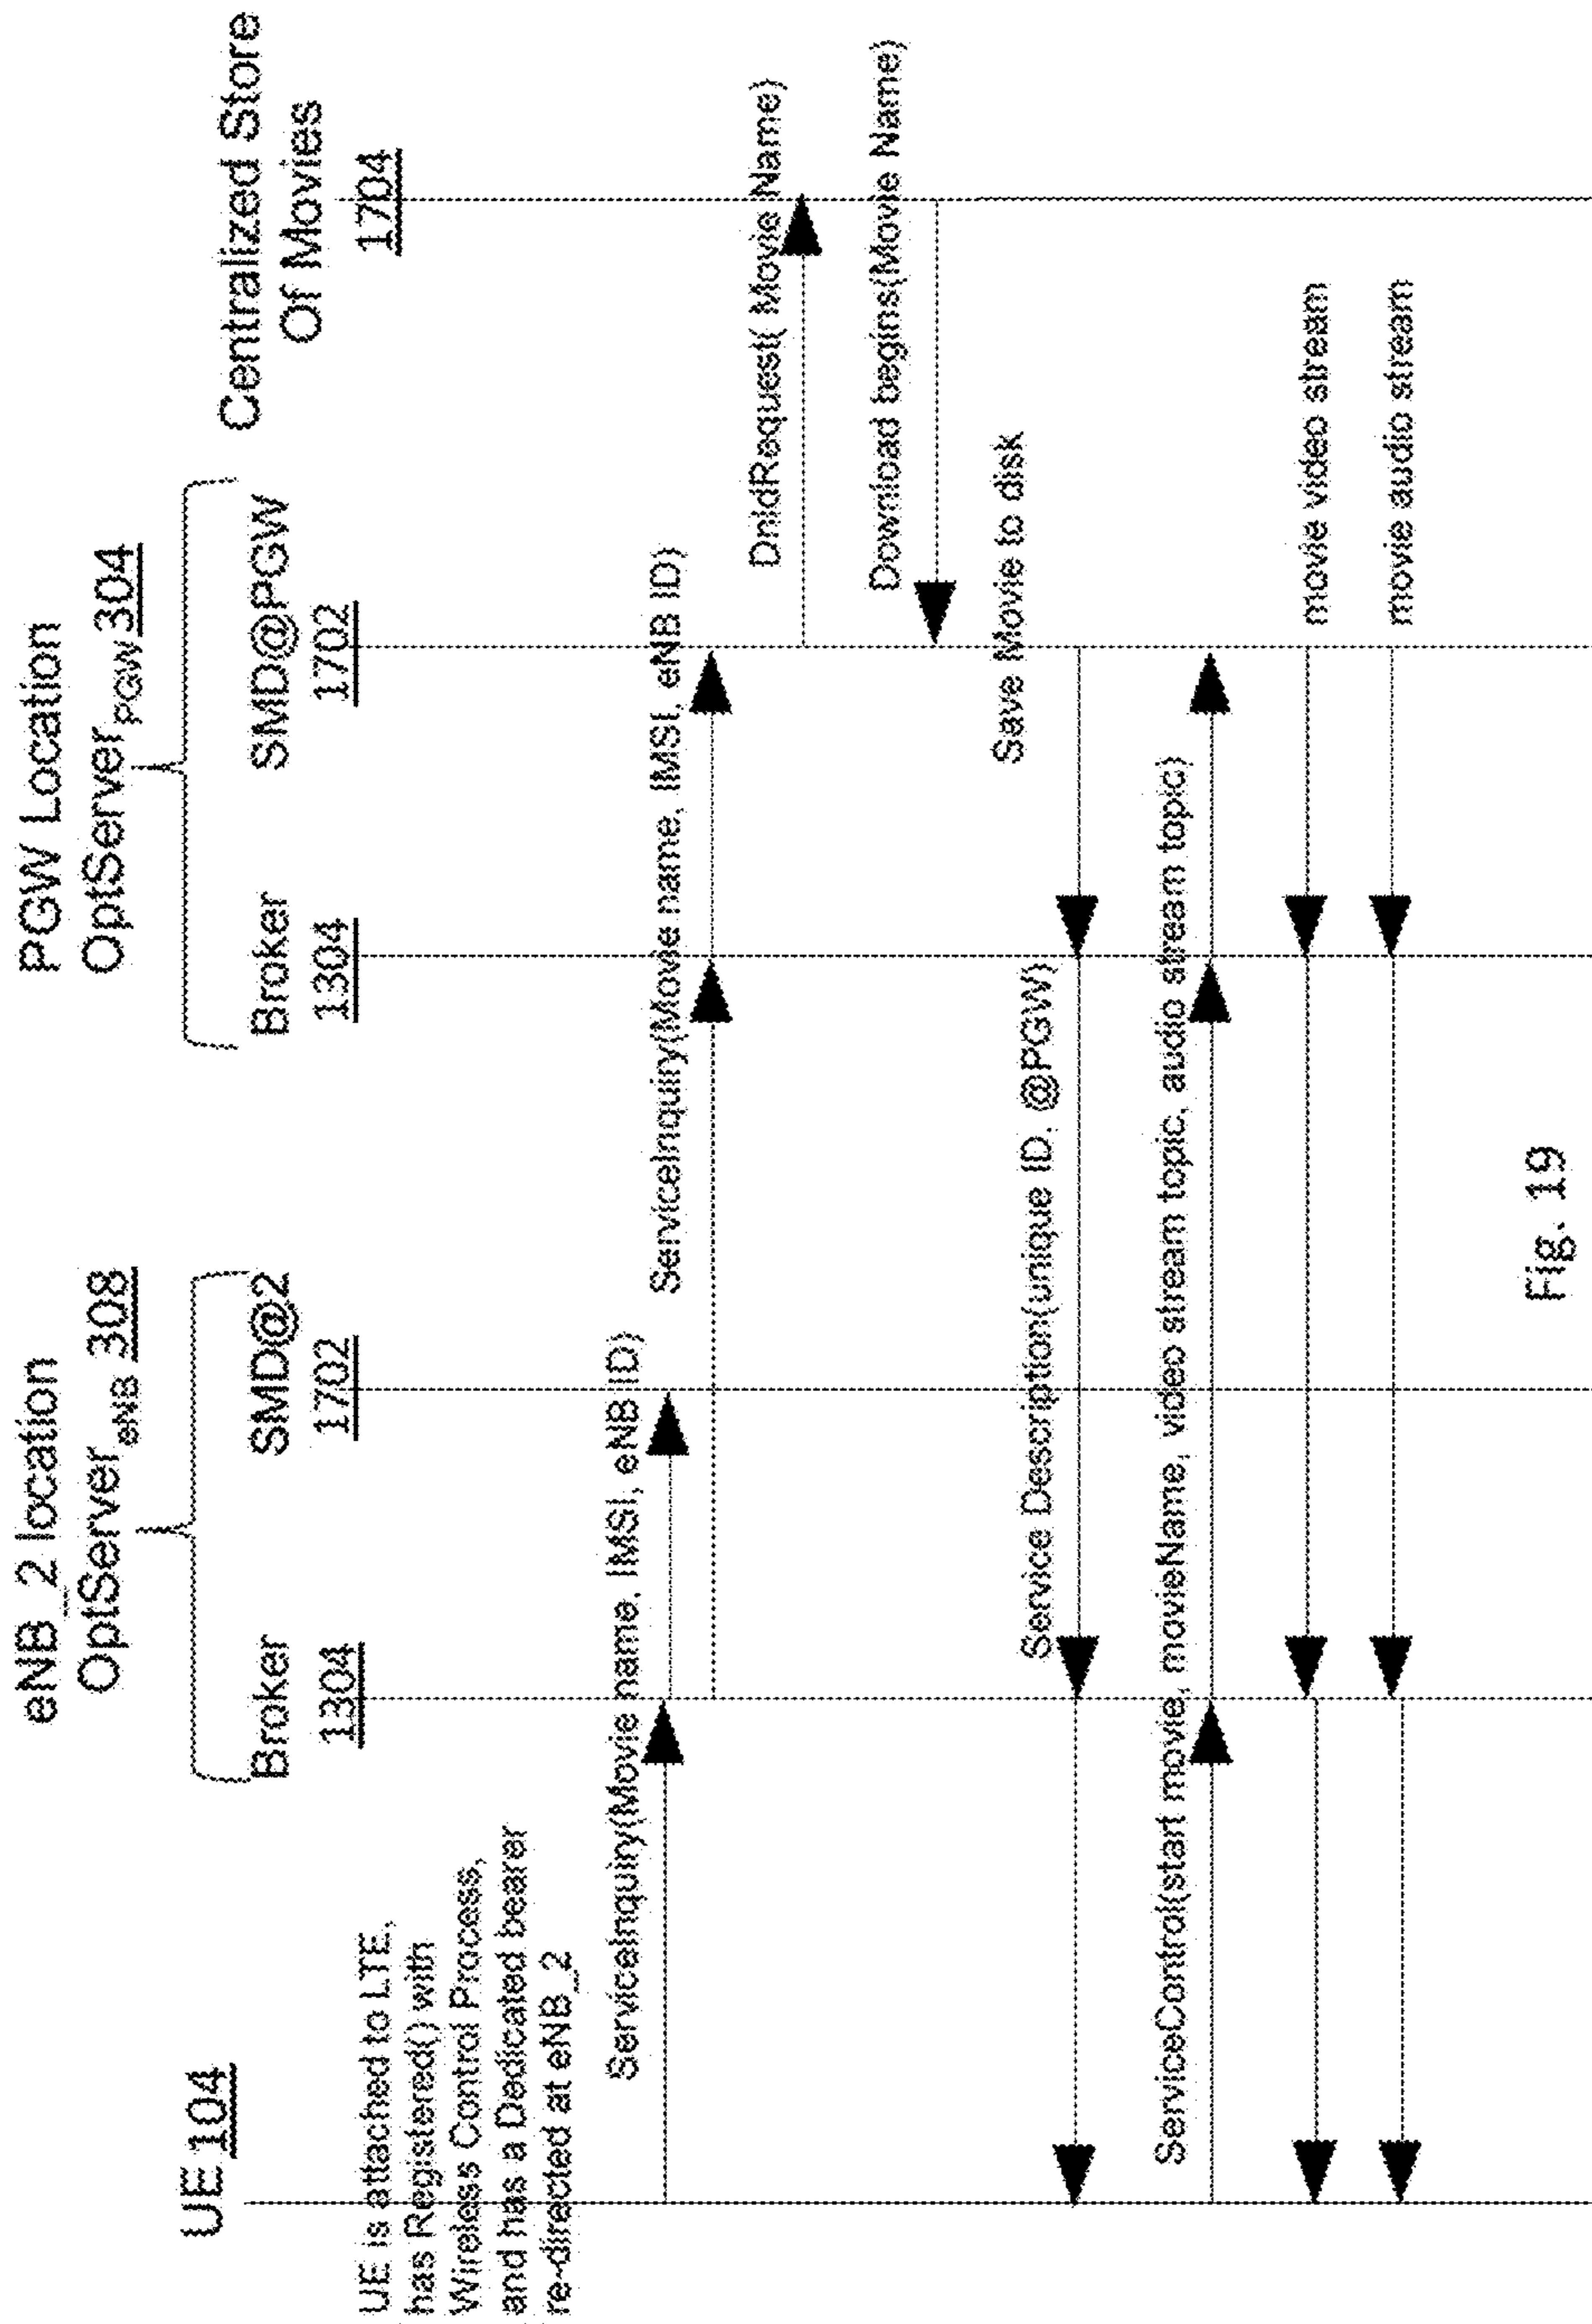 eNB_2 location
OptServer eNB 308
PGW Location
OptServer PGW 304
UE 104
Broker
1304
SMD@2
1702
Broker
1304
SMD@PGW
1702
Centralized Store
Of Movies
1704
UE is attached to LTE,
has Registered() with
Wireless Control Process,
and has a Dedicated bearer
re-directed at eNB_2
ServiceInquiry(Movie name, IMSI, eNB ID)
ServiceInquiry(Movie name, IMSI, eNB ID)
DnldRequest( Movie Name)
Download begins(Movie Name)
Save Movie to disk
Service Description(unique ID, @PGW)
ServiceControl(start movie, movieName, video stream topic, audio stream topic)
movie video stream
movie audio stream
Fig. 19